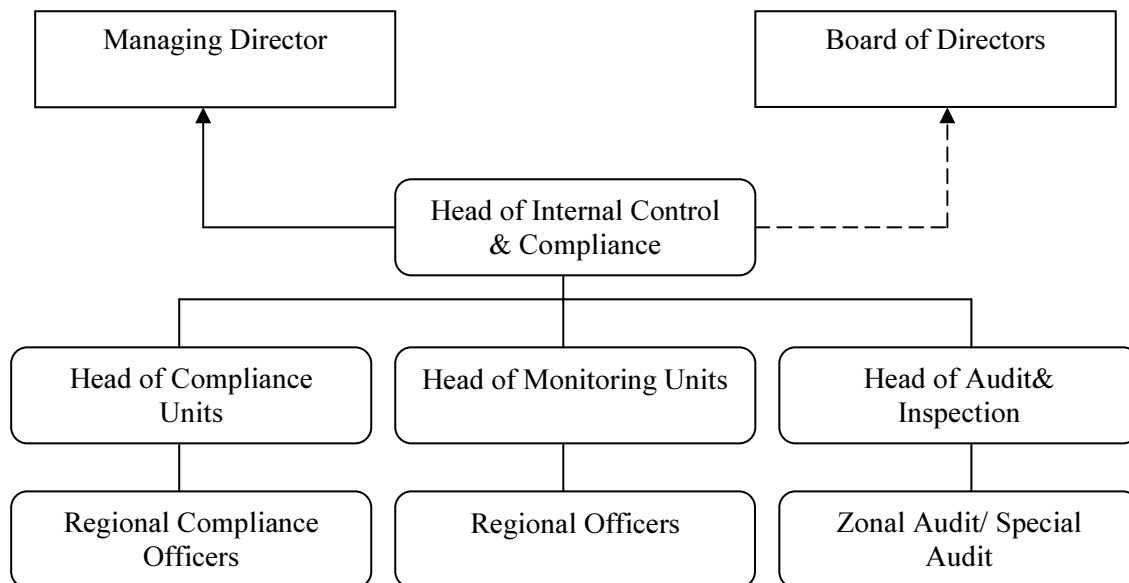 Managing Director
Board of Directors
Head of Internal Control
& Compliance
Head of Compliance
Units
Head of Monitoring Units
Head of Audit&
Inspection
Regional Compliance
Officers
Regional Officers
Zonal Audit/ Special
Audit